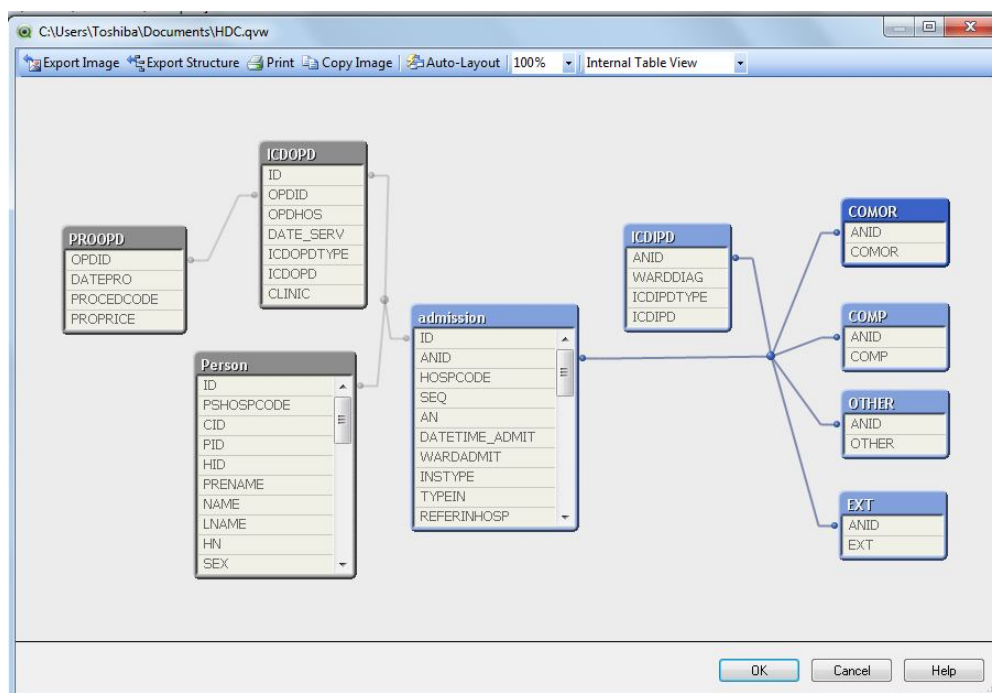 C:\Users\Toshiba\Documents\HDC.qvw
Export Image Export Structure Print Copy Image Auto-Layout 100% Internal Table View
ICDOPD
ID
OPDID
OPDHOS
DATE_SERV
ICDOPDTYPE
ICDOPD
CLINIC
PROOPD
OPDID
DATEPRO
PROCEDCODE
PROPRICE
Person
ID
PSHOSPCODE
CID
PID
HID
PRENAME
NAME
LNAME
HN
SEX
admission
ID
ANID
HOSPCODE
SEQ
AN
DATETIME_ADMIT
WARDADMIT
INSTYPE
TYPEIN
REFERINHOSP
ICDIPD
ANID
WARDDIAG
ICDIPDTYPE
ICDIPD
COMOR
ANID
COMOR
COMP
ANID
COMP
OTHER
ANID
OTHER
EXT
ANID
EXT
OK Cancel Help